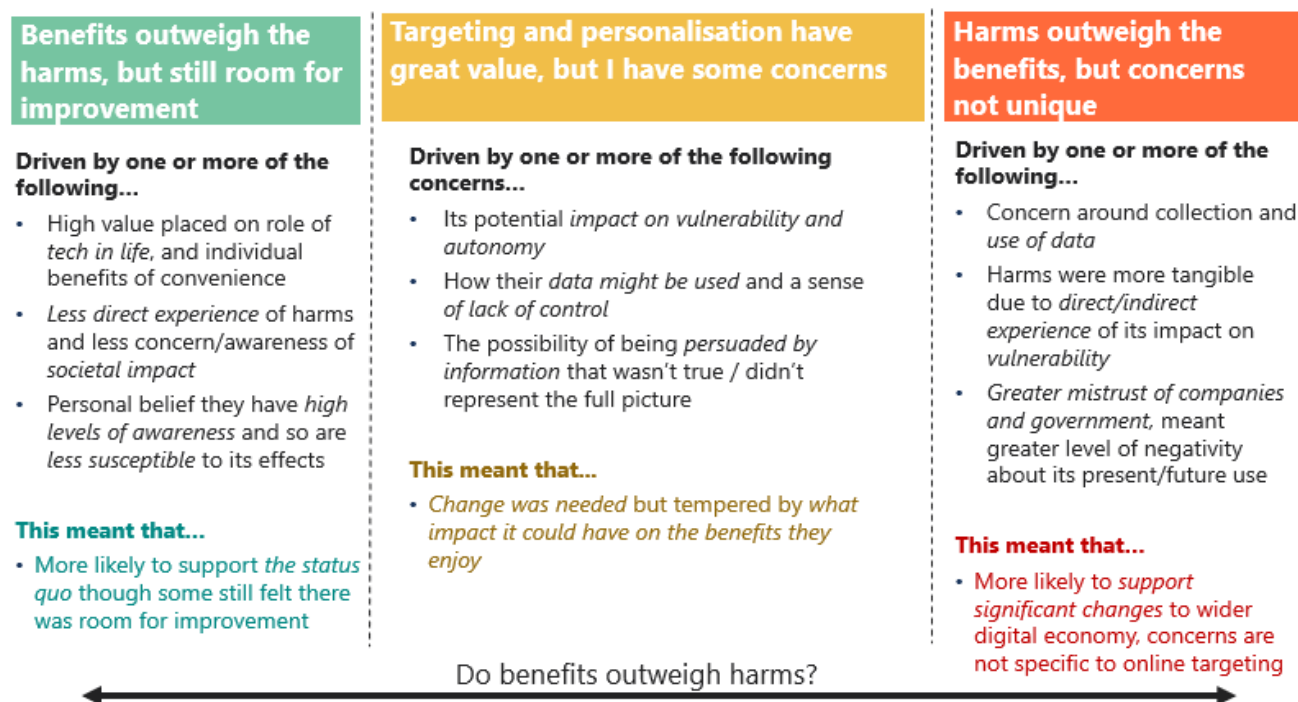 Benefits outweigh the
harms, but still room for
improvement
Driven by one or more of the
following...
• High value placed on role of
tech in life, and individual
benefits of convenience
• Less direct experience of harms
and less concern/awareness of
societal impact
• Personal belief they have high
levels of awareness and so are
less susceptible to its effects
This meant that...
• More likely to support the status
quo though some still felt there
was room for improvement
Targeting and personalisation have
great value, but I have some concerns
Driven by one or more of the following
concerns...
• Its potential impact on vulnerability and
autonomy
• How their data might be used and a sense
of lack of control
• The possibility of being persuaded by
information that wasn't true / didn't
represent the full picture
This meant that...
• Change was needed but tempered by what
impact it could have on the benefits they
enjoy
Harms outweigh the
benefits, but concerns
not unique
Driven by one or more of the
following...
• Concern around collection and
use of data
• Harms were more tangible
due to direct/indirect
experience of its impact on
vulnerability
• Greater mistrust of companies
and government, meant
greater level of negativity
about its present/future use
This meant that...
• More likely to support
significant changes to wider
digital economy, concerns are
not specific to online targeting
Do benefits outweigh harms?